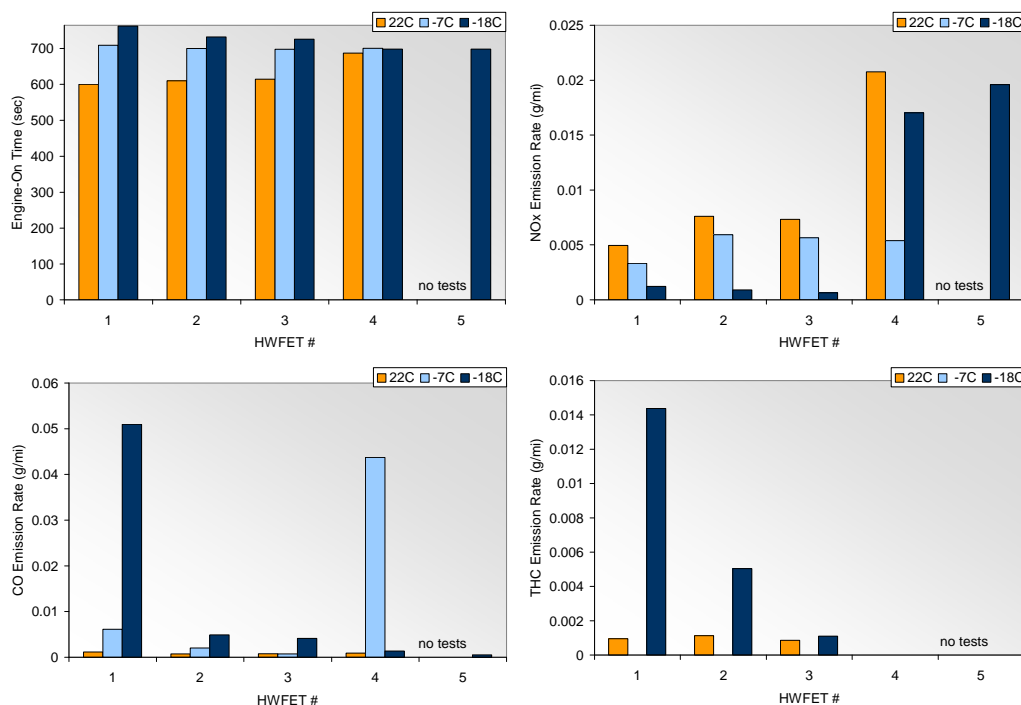 22C -7C -18C
Engine-On Time (sec)
700
600
500
400
300
200
100
0
no tests
1 2 3 4 5
HWFET #
22C -7C -18C
NOx Emission Rate (g/mi)
0.025
0.02
0.015
0.01
0.005
0
no tests
1 2 3 4 5
HWFET #
22C -7C -18C
CO Emission Rate (g/mi)
0.06
0.05
0.04
0.03
0.02
0.01
0
no tests
1 2 3 4 5
HWFET #
22C -7C -18C
THC Emission Rate (g/mi)
0.016
0.014
0.012
0.01
0.008
0.006
0.004
0.002
0
no tests
1 2 3 4 5
HWFET #